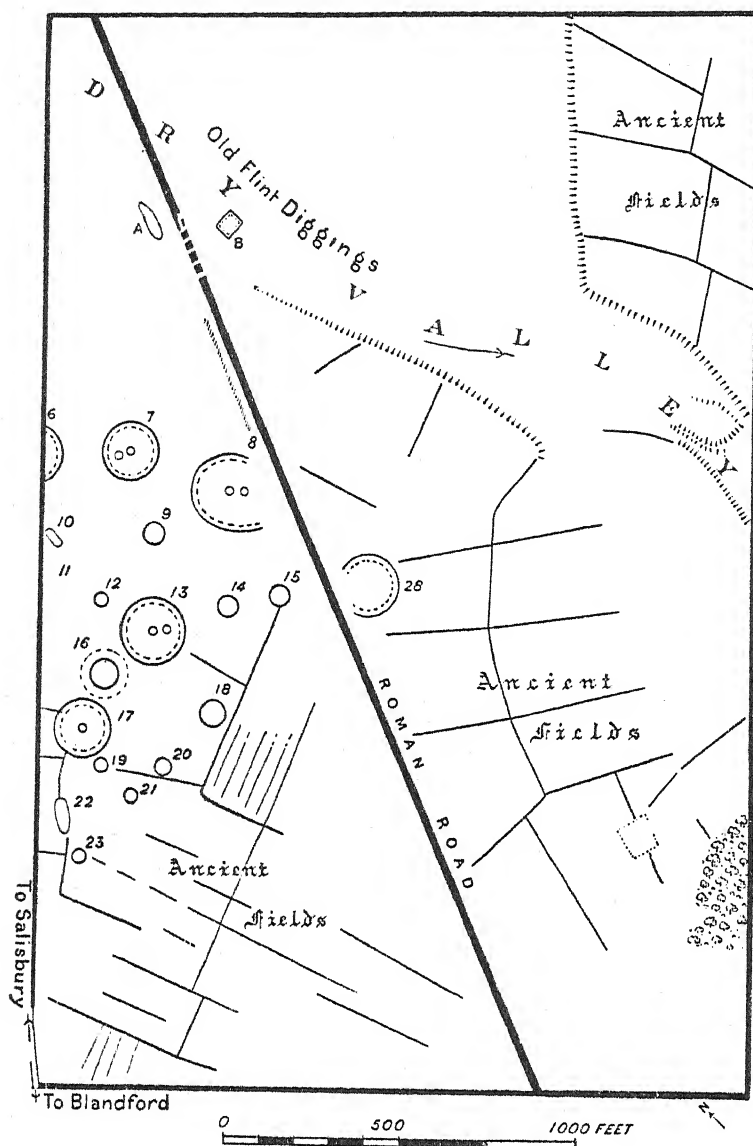 DRY VALLEY
Old Flint Diggings
A
B
Ancient
Fields
6
7
8
9
10
11
12
13
14
15
16
17
18
19
20
21
22
23
28
ROMAN ROAD
Ancient
Fields
Ancient
Fields
To Salisbury
To Blandford
N
0 500 1000 FEET